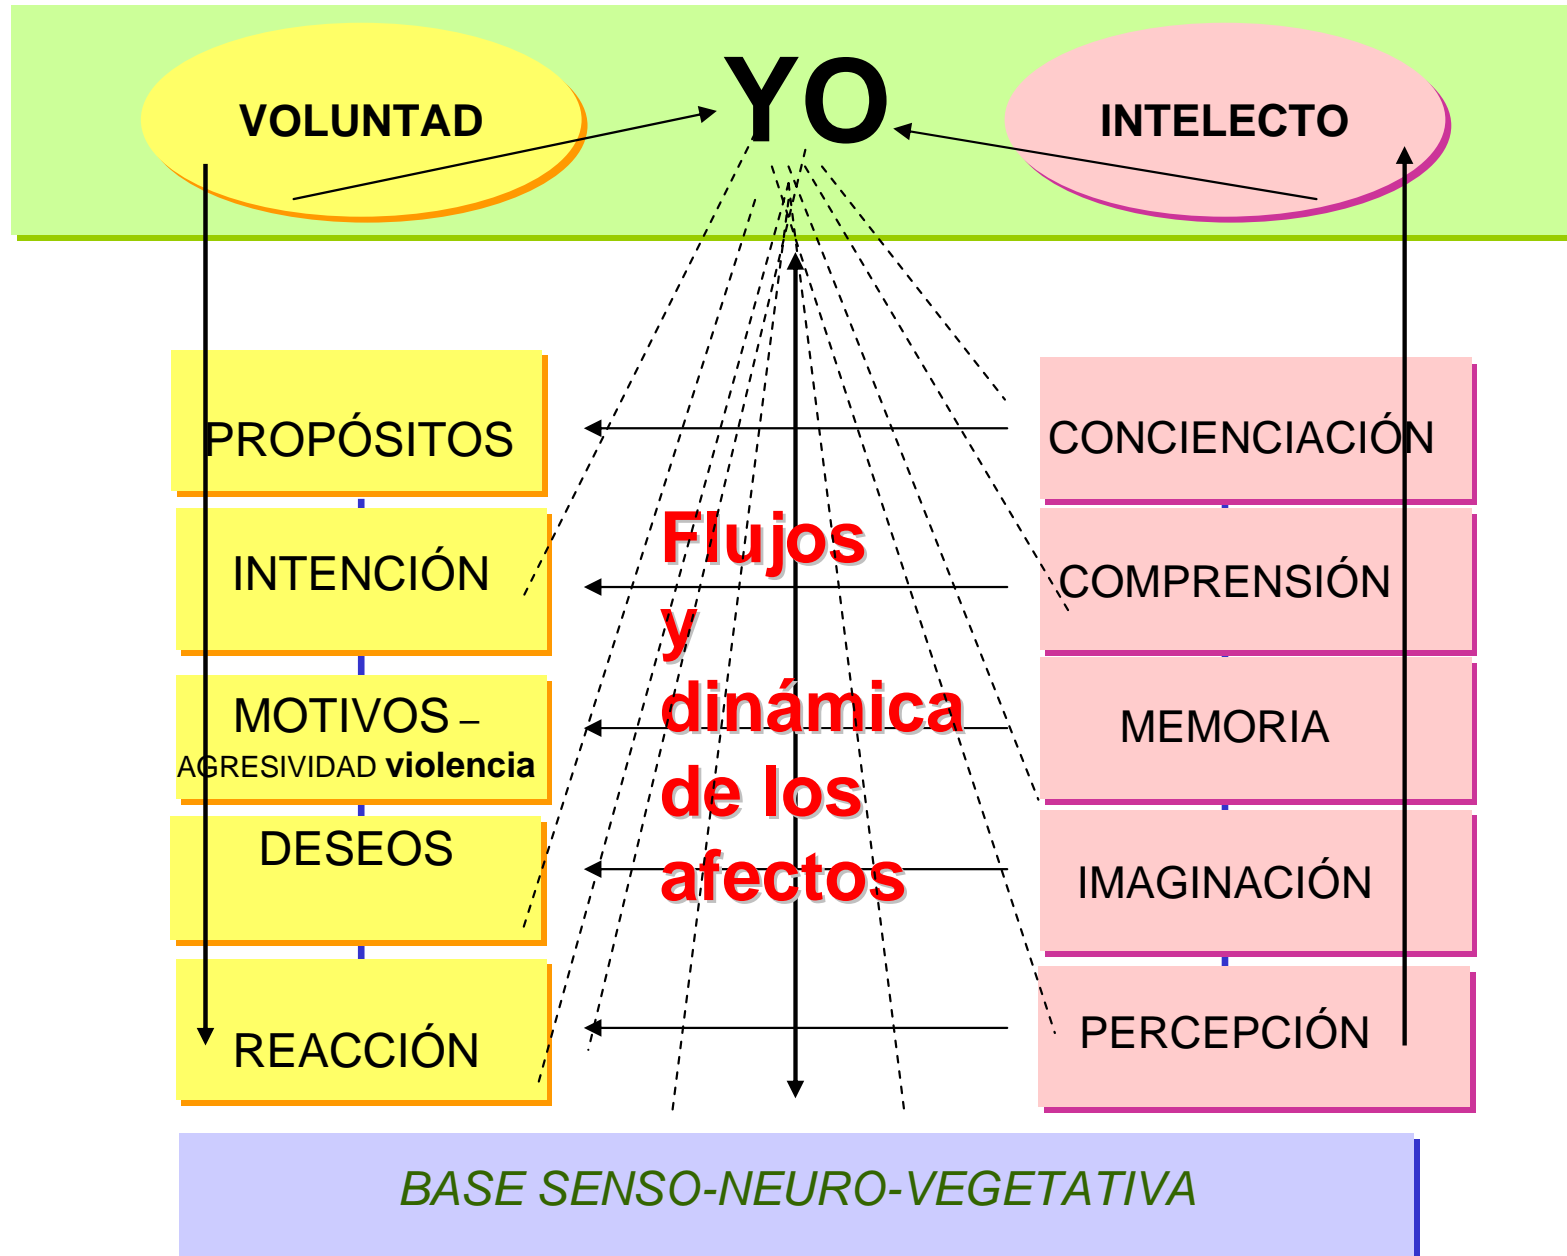 VOLUNTAD
YO
INTELECTO
PROPÓSITOS
INTENCIÓN
MOTIVOS –
AGRESIVIDAD violencia
DESEOS
REACCIÓN
Flujos
y
dinámica
de los
afectos
CONCIENCIACIÓN
COMPRENSIÓN
MEMORIA
IMAGINACIÓN
PERCEPCIÓN
BASE SENSO-NEURO-VEGETATIVA